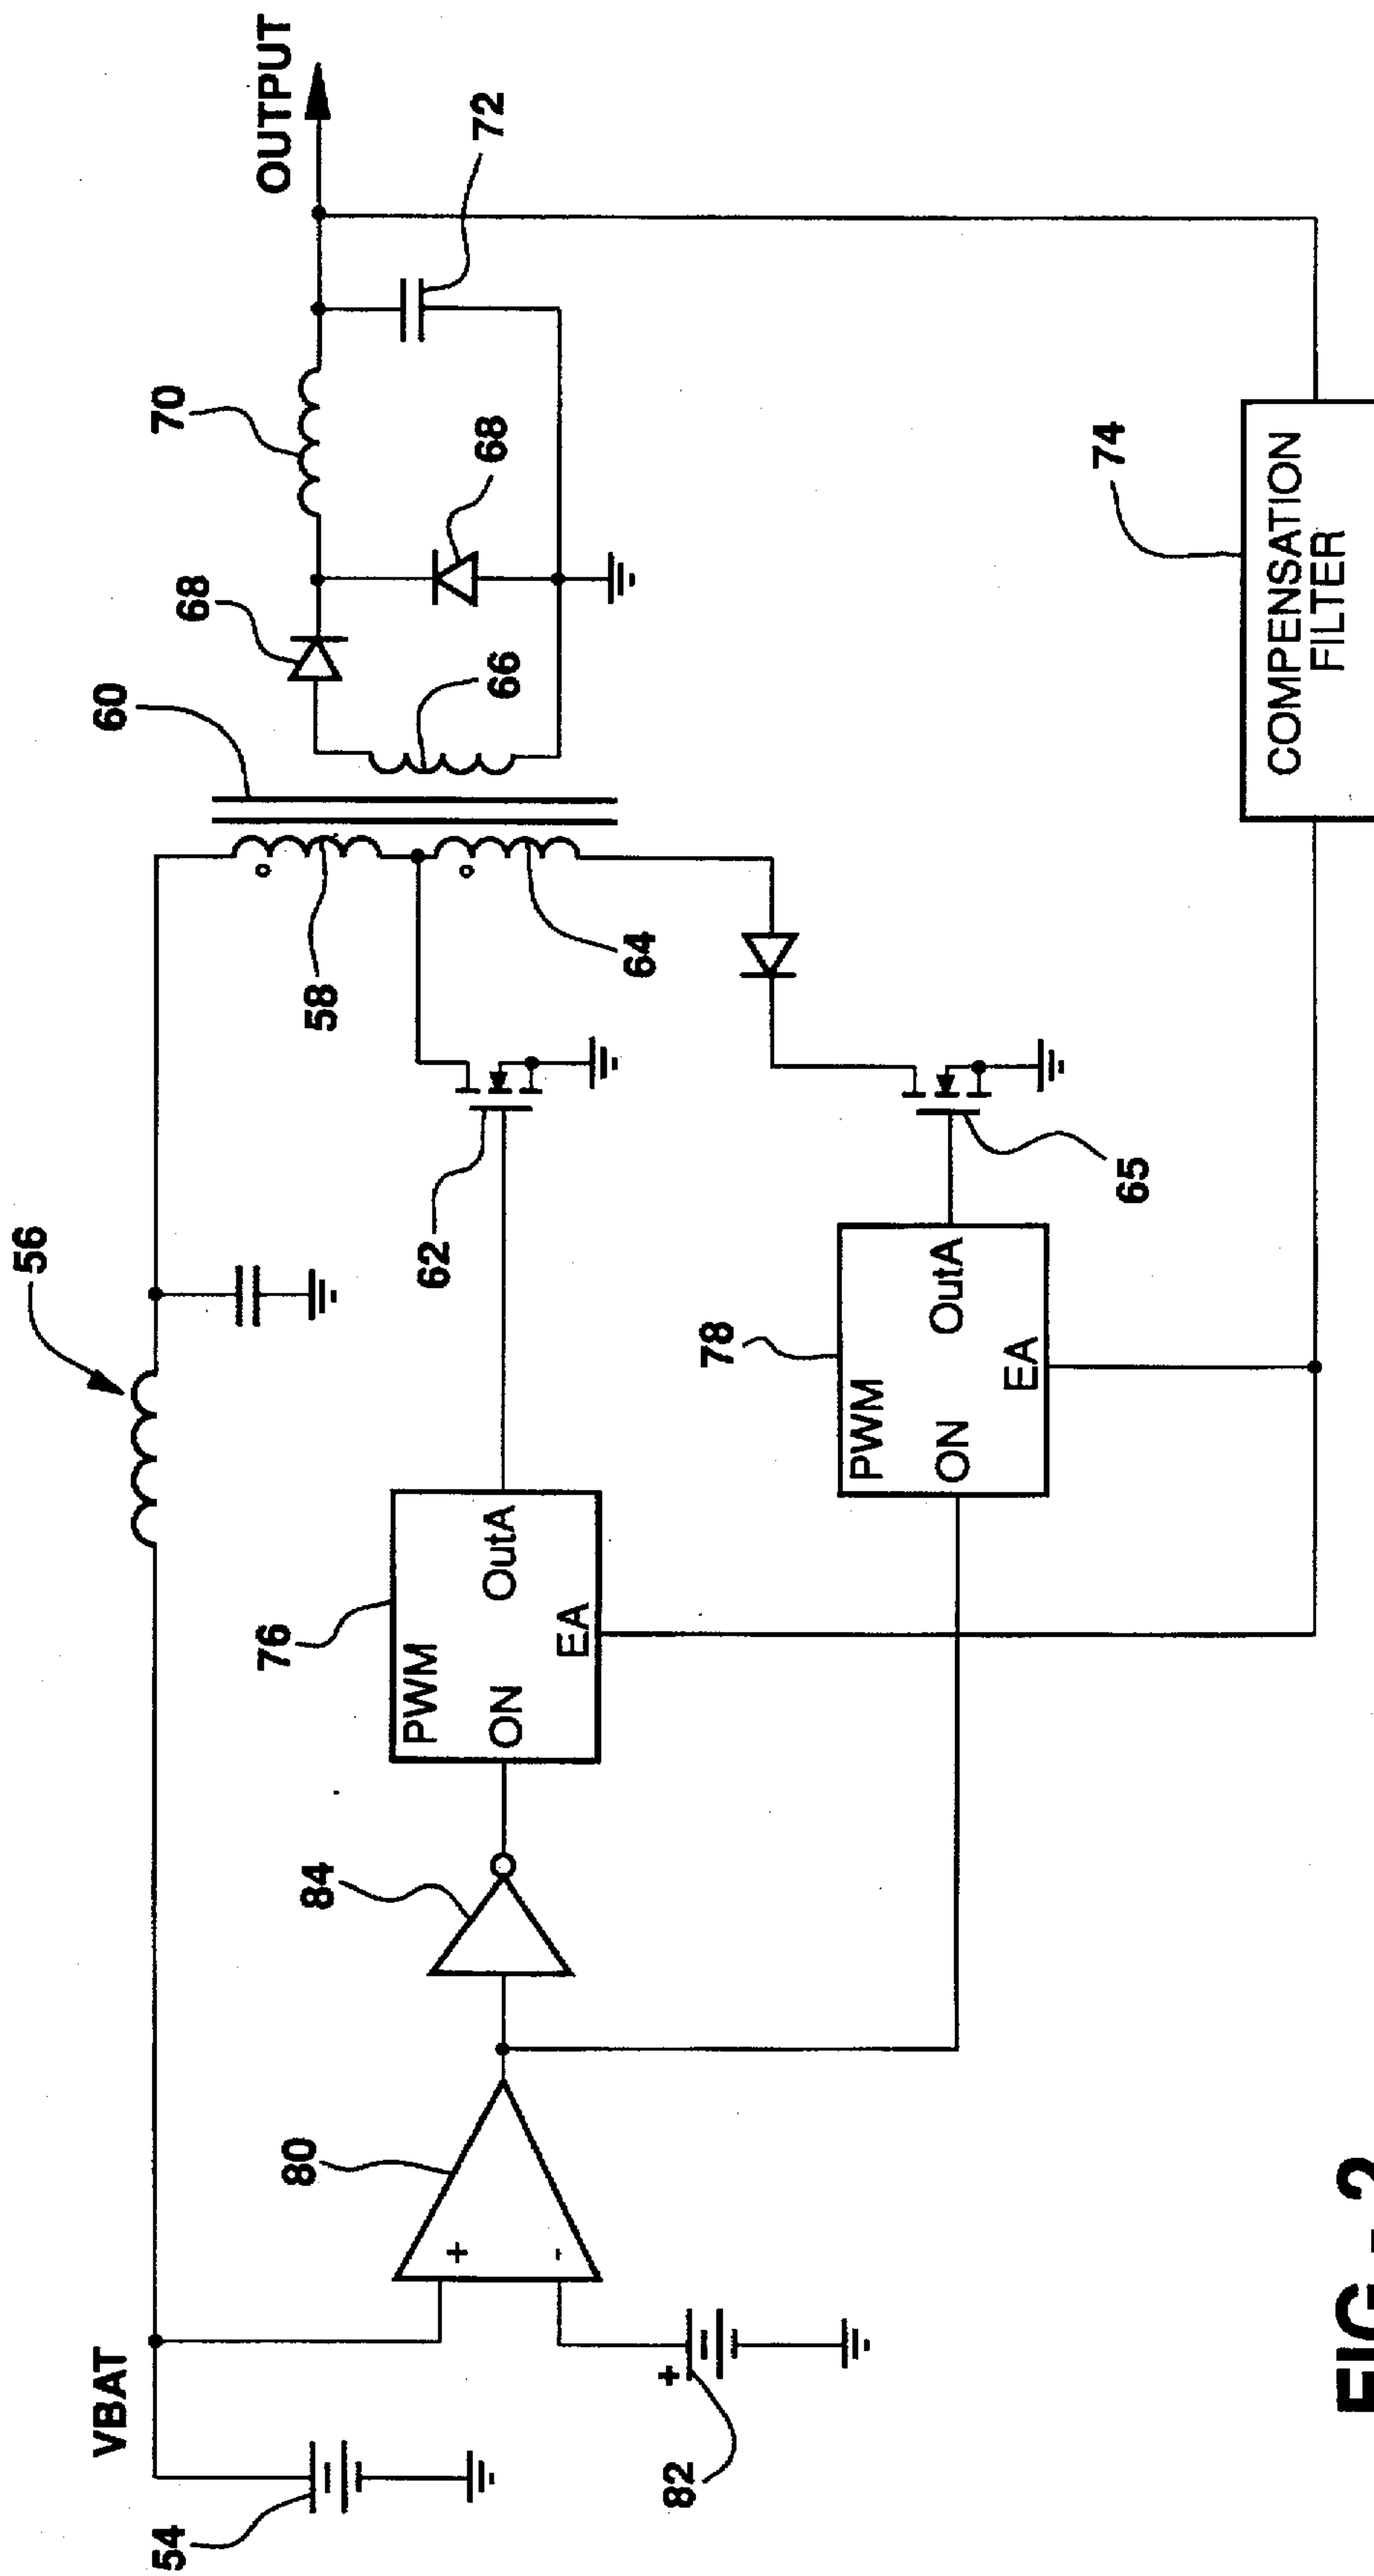 56
VBAT
54
60
70
OUTPUT
68
72
68
66
58
64
80
84
76
62
+
-
PWM
ON
OutA
EA
+
82
78
PWM
ON
OutA
EA
65
74
COMPENSATION
FILTER
FIG - 2